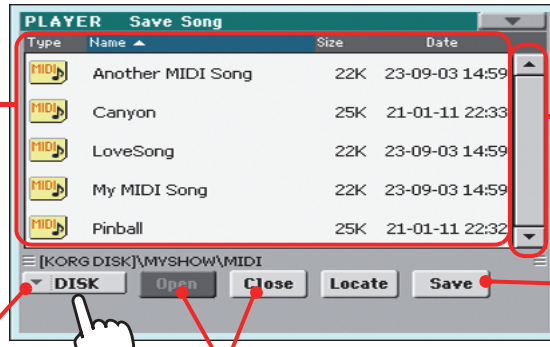 PLAYER Save Song
Type Name Size Date
MIDI Another MIDI Song 22K 23-09-03 14:59
MIDI Canyon 25K 21-01-11 22:33
MIDI LoveSong 22K 23-09-03 14:59
MIDI My MIDI Song 22K 23-09-03 14:59
MIDI Pinball 25K 21-01-11 22:32
[KORG DISK]\MYSHOW\MIDI
DISK Open Close Locate Save